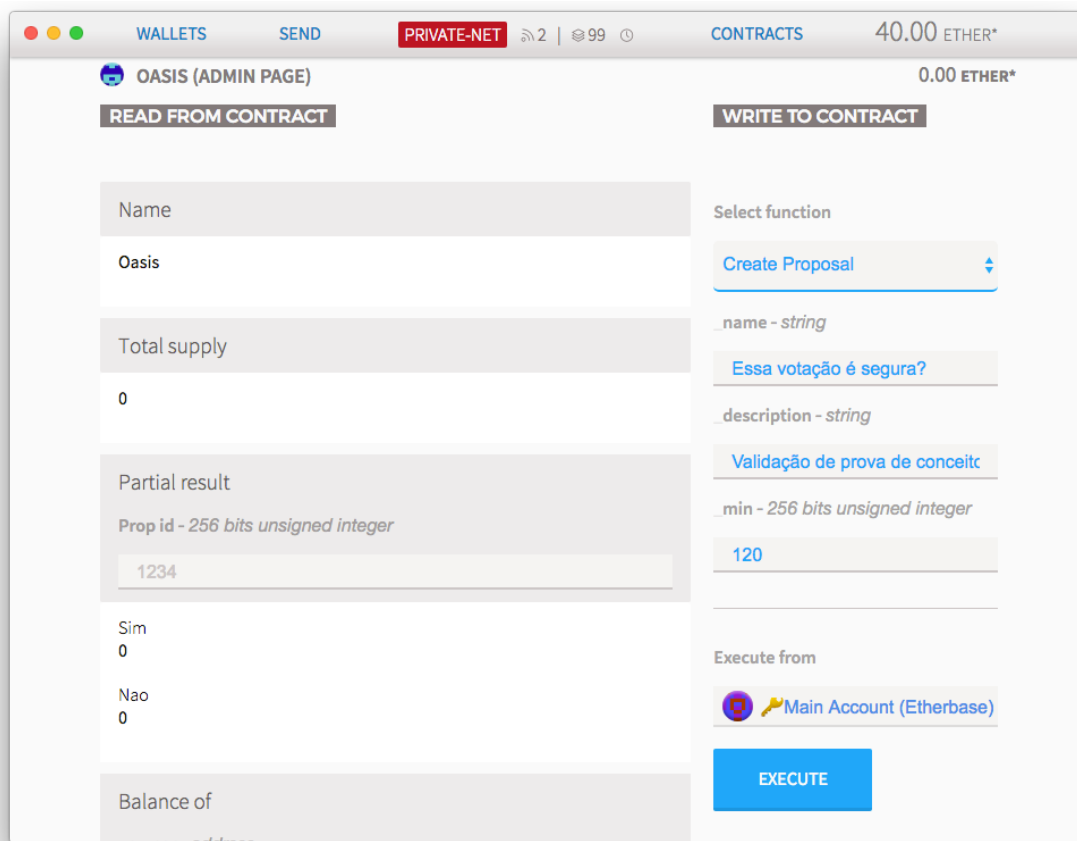 WALLETS SEND PRIVATE-NET 2 | 99 CONTRACTS 40.00 ETHER*
OASIS (ADMIN PAGE) 0.00 ETHER*
READ FROM CONTRACT
Name
Oasis
Total supply
0
Partial result
Prop id - 256 bits unsigned integer
1234
Sim
0
Nao
0
Balance of
address
WRITE TO CONTRACT
Select function
Create Proposal
_name - string
Essa votação é segura?
_description - string
Validação de prova de conceito
_min - 256 bits unsigned integer
120
Execute from
Main Account (Etherbase)
EXECUTE